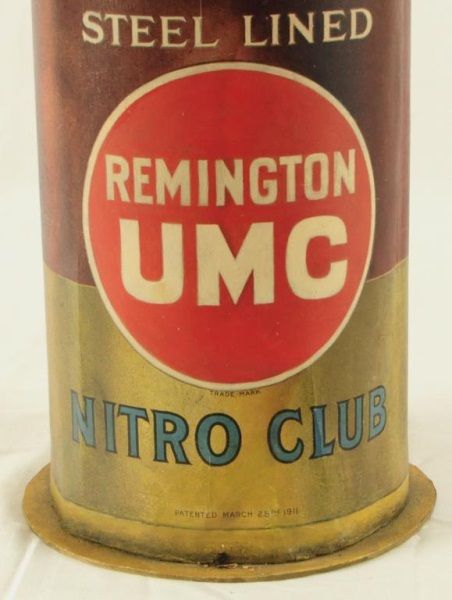 STEEL LINED
REMINGTON
UMC
TRADE MARK
NITRO CLUB
PATENTED MARCH 28TH 1911